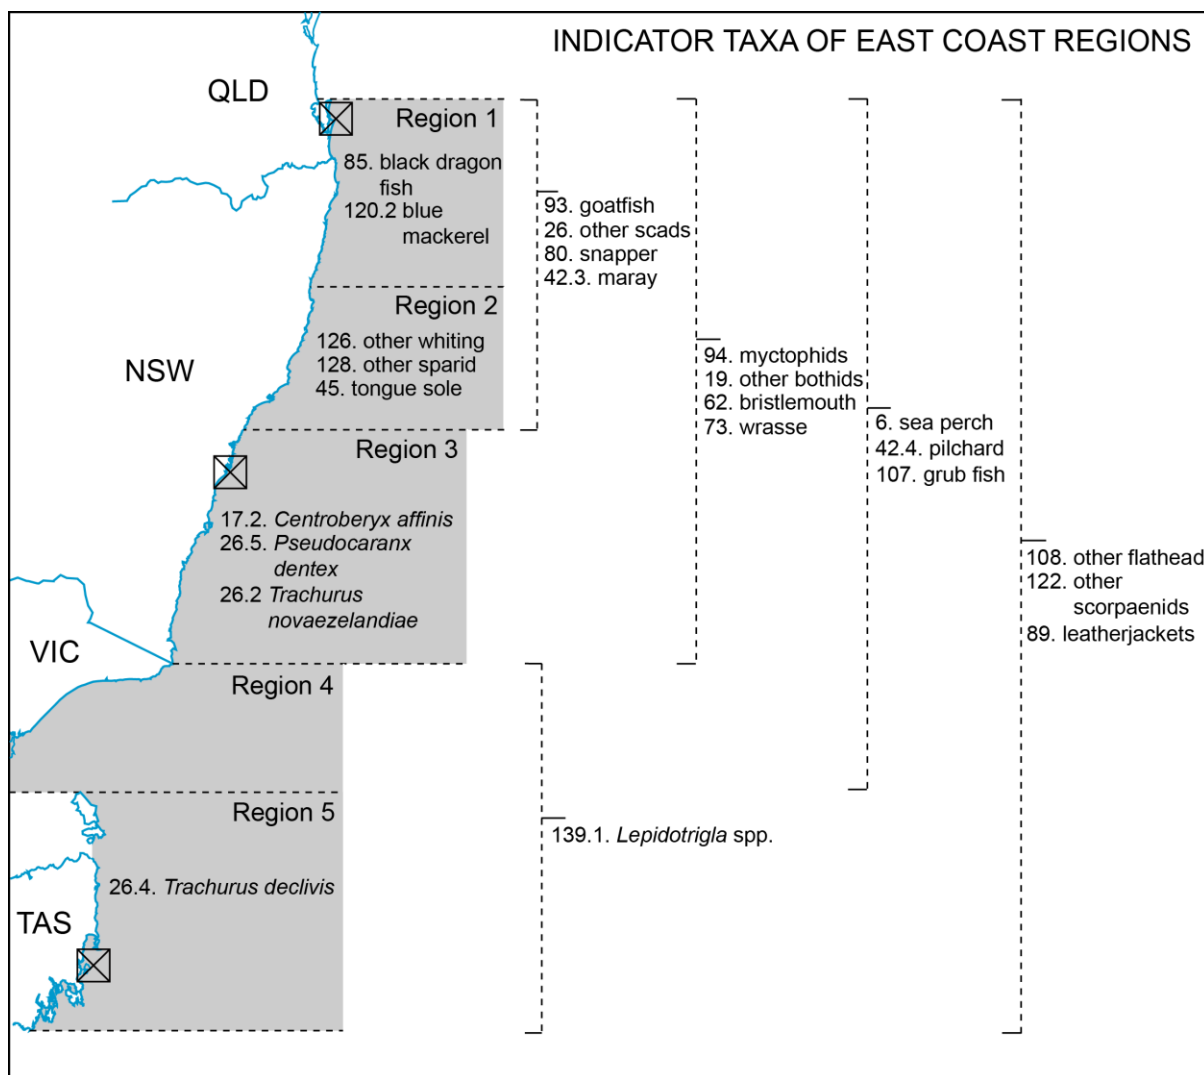 INDICATOR TAXA OF EAST COAST REGIONS
QLD
Region 1
85. black dragon
fish
120.2 blue
mackerel
93. goatfish
26. other scads
80. snapper
42.3. maray
Region 2
126. other whiting
128. other sparid
45. tongue sole
NSW
94. myctophids
19. other bothids
62. bristlemouth
73. wrasse
6. sea perch
42.4. pilchard
107. grub fish
Region 3
17.2. Centroberyx affinis
26.5. Pseudocaranx
dentex
26.2 Trachurus
novaezelandiae
108. other flathead
122. other
scorpaenids
89. leatherjackets
VIC
Region 4
Region 5
139.1. Lepidotrigla spp.
26.4. Trachurus declivis
TAS